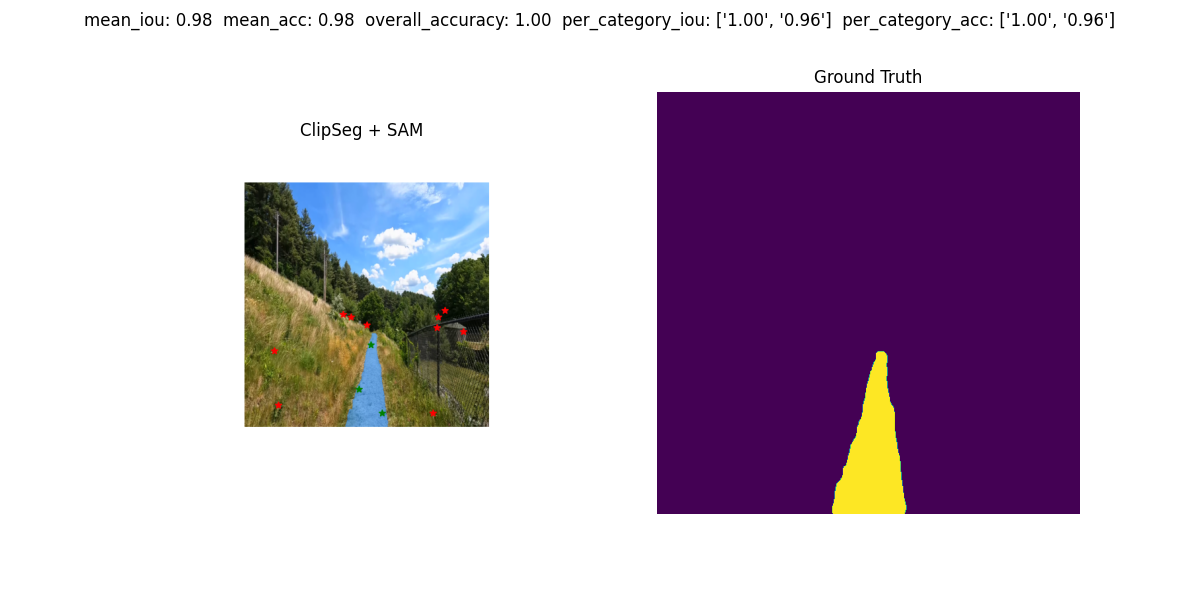 mean_iou: 0.98  mean_acc: 0.98  overall_accuracy: 1.00  per_category_iou: ['1.00', '0.96']  per_category_acc: ['1.00', '0.96']
Ground Truth
ClipSeg + SAM